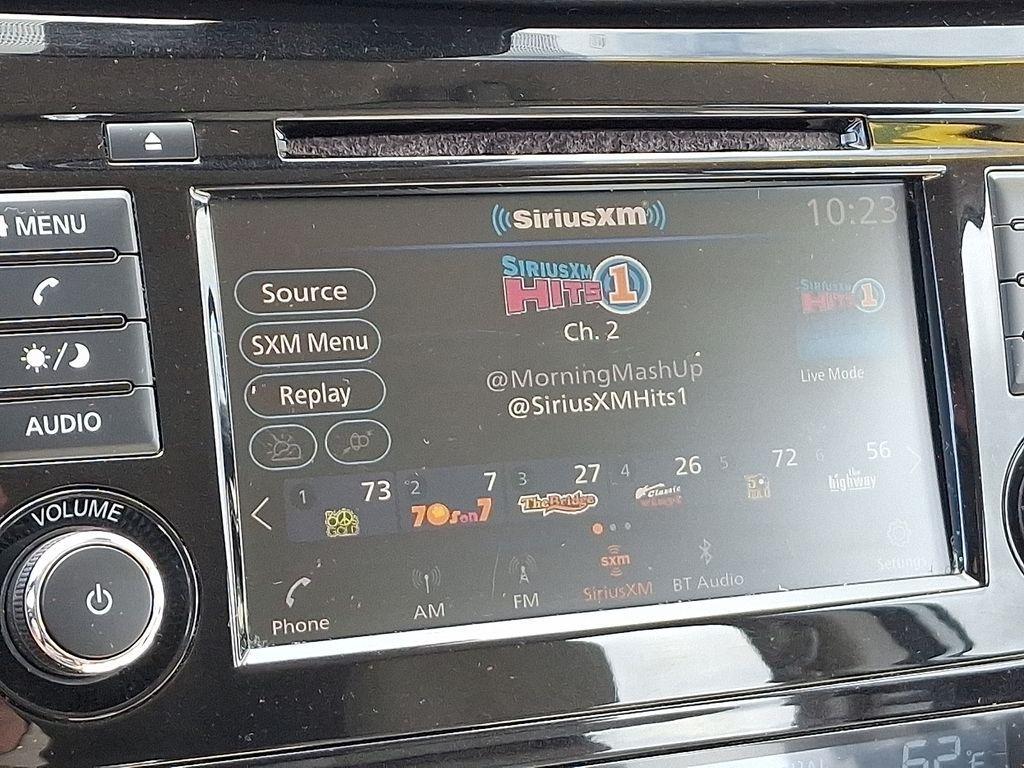 MENU
AUDIO
VOLUME
SiriusXM
10:23
Source
SXM Menu
Replay
SIRIUSXM
HITS 1
Ch. 2
@MorningMashUp
@SiriusXMHits1
SIRIUSXM
HITS 1
Live Mode
1 73
2 7
70s on 7
3 27
The Bridge
4 26
Classic
Vinyl
5 72
6 56
the
highway
Phone
AM
FM
sxm
SiriusXM
BT Audio
Settings
62°F